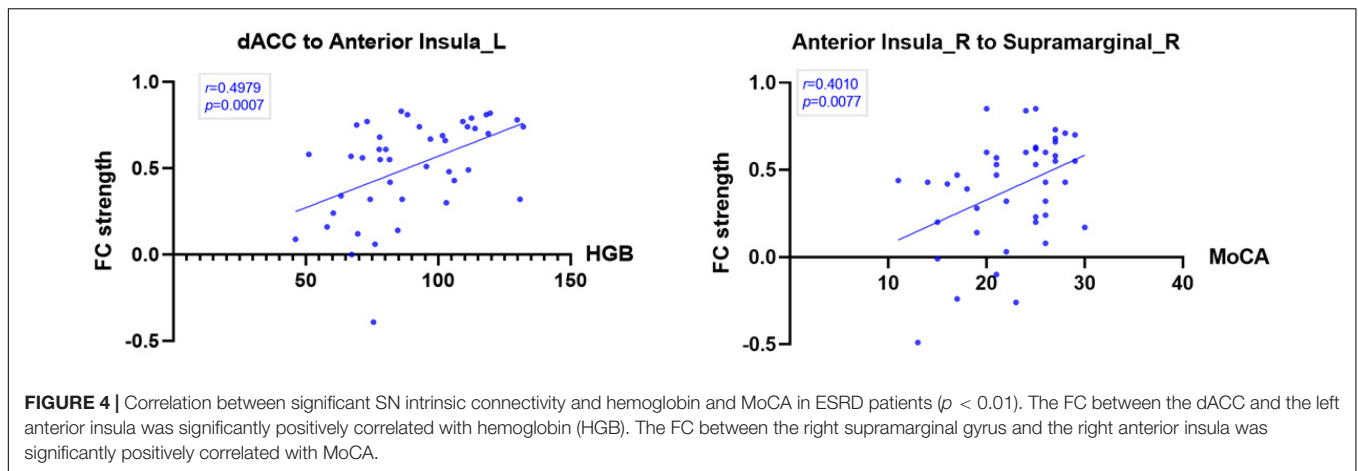 dACC to Anterior Insula_L
r=0.4979
p=0.0007
1.0
0.5
0.0
-0.5
FC strength
50
100
150
HGB
Anterior Insula_R to Supramarginal_R
r=0.4010
p=0.0077
1.0
0.5
0.0
-0.5
FC strength
10
20
30
40
MoCA
FIGURE 4 | Correlation between significant SN intrinsic connectivity and hemoglobin and MoCA in ESRD patients (p < 0.01). The FC between the dACC and the left
anterior insula was significantly positively correlated with hemoglobin (HGB). The FC between the right supramarginal gyrus and the right anterior insula was
significantly positively correlated with MoCA.